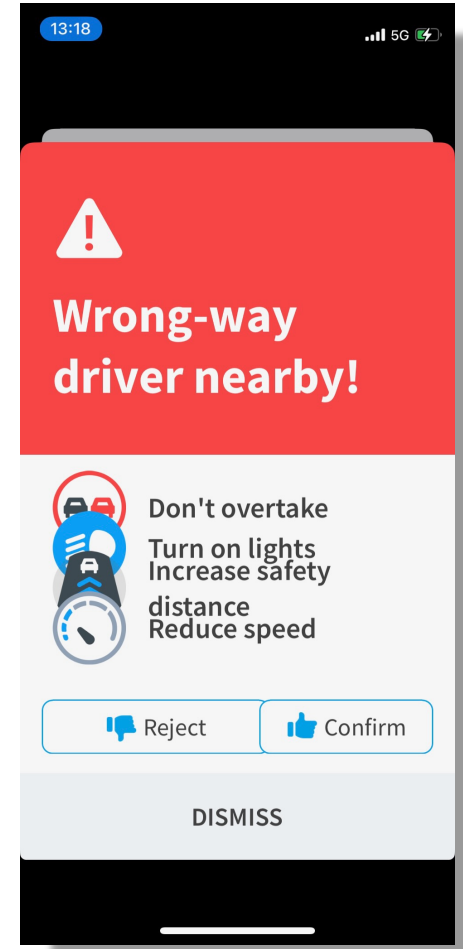 13:18
5G
Wrong-way
driver nearby!
Don't overtake
Turn on lights
Increase safety
distance
Reduce speed
Reject
Confirm
DISMISS